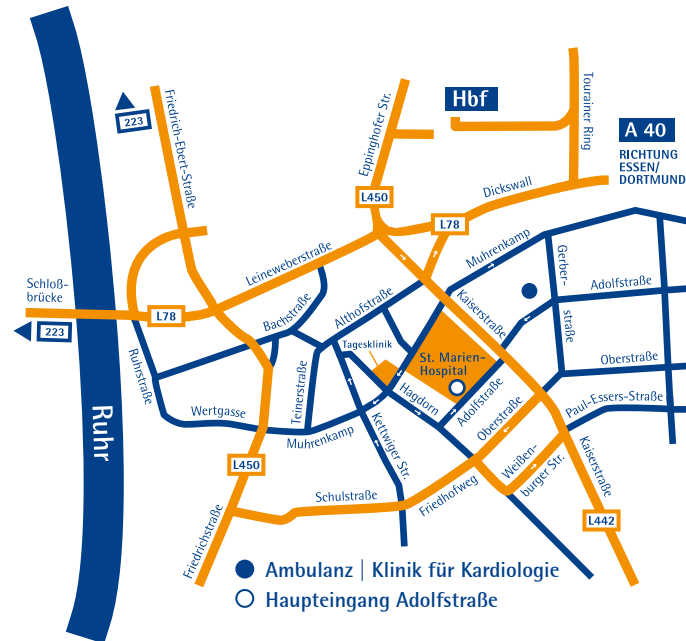 Hbf
Tourainer Ring
Eppinghofer Str.
A 40
RICHTUNG
ESSEN/
DORTMUND
223
Friedrich-Ebert-Straße
Dickswall
L450
L78
Muhrenkamp
Leineweberstraße
Gerber-
straße
Adolfstraße
Schloß-
brücke
L78
223
Kaiserstraße
Bachstraße
Althofstraße
Tagesklinik
St. Marien-
Hospital
Oberstraße
Ruhrstraße
Teinerstraße
Hagdorn
Adolfstraße
Oberstraße
Paul-Essers-Straße
Wertgasse
Muhrenkamp
Kettwiger Str.
Ruhr
L450
Weißen-
burger Str.
Kaiserstraße
Schulstraße
Friedhofweg
Friedrichstraße
L442
Ambulanz | Klinik für Kardiologie
Haupteingang Adolfstraße